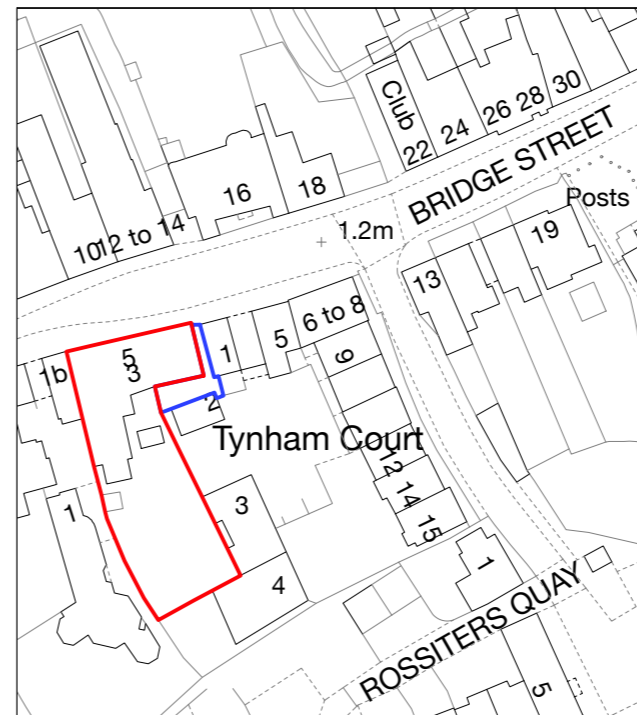 Club
30
28
26
24
22
BRIDGE STREET
18
16
Posts
12 to 14
10
1.2m
19
13
6 to 8
5
1
5
3
1b
9
2
Tynham Court
12
14
15
3
1
4
1
ROSSITERS QUAY
5